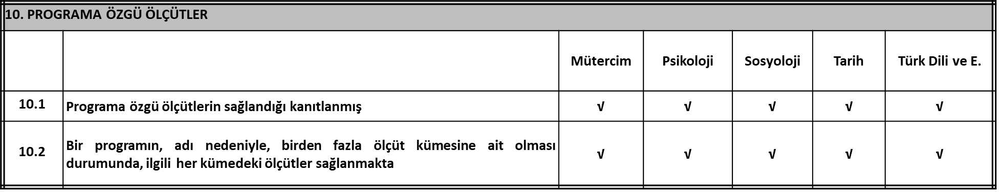 10. PROGRAMA ÖZGÜ ÖLÇÜTLER
Mütercim Psikoloji Sosyoloji Tarih Türk Dili ve E.
10.1 Programa özgü ölçütlerin sağlandığı kanıtlanmış √ √ √ √ √
Bir programın, adı nedeniyle, birden fazla ölçüt kümesine ait olması
10.2 √ √ √ √ √
durumunda, ilgili her kümedeki ölçütler sağlanmakta